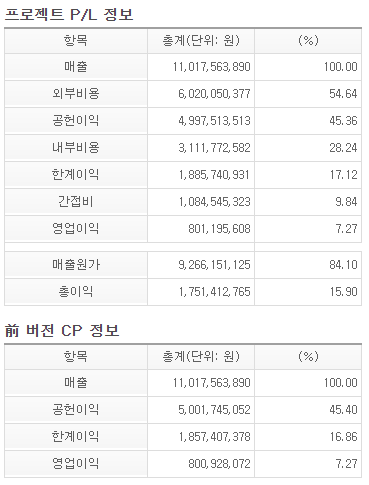 프로젝트 P/L 정보
항목 총계(단위: 원) (%)
매출 11,017,563,890 100.00
외부비용 6,020,050,377 54.64
공헌이익 4,997,513,513 45.36
내부비용 3,111,772,582 28.24
한계이익 1,885,740,931 17.12
간접비 1,084,545,323 9.84
영업이익 801,195,608 7.27
매출원가 9,266,151,125 84.10
총이익 1,751,412,765 15.90
前 버전 CP 정보
항목 총계(단위: 원) (%)
매출 11,017,563,890 100.00
공헌이익 5,001,745,052 45.40
한계이익 1,857,407,378 16.86
영업이익 800,928,072 7.27